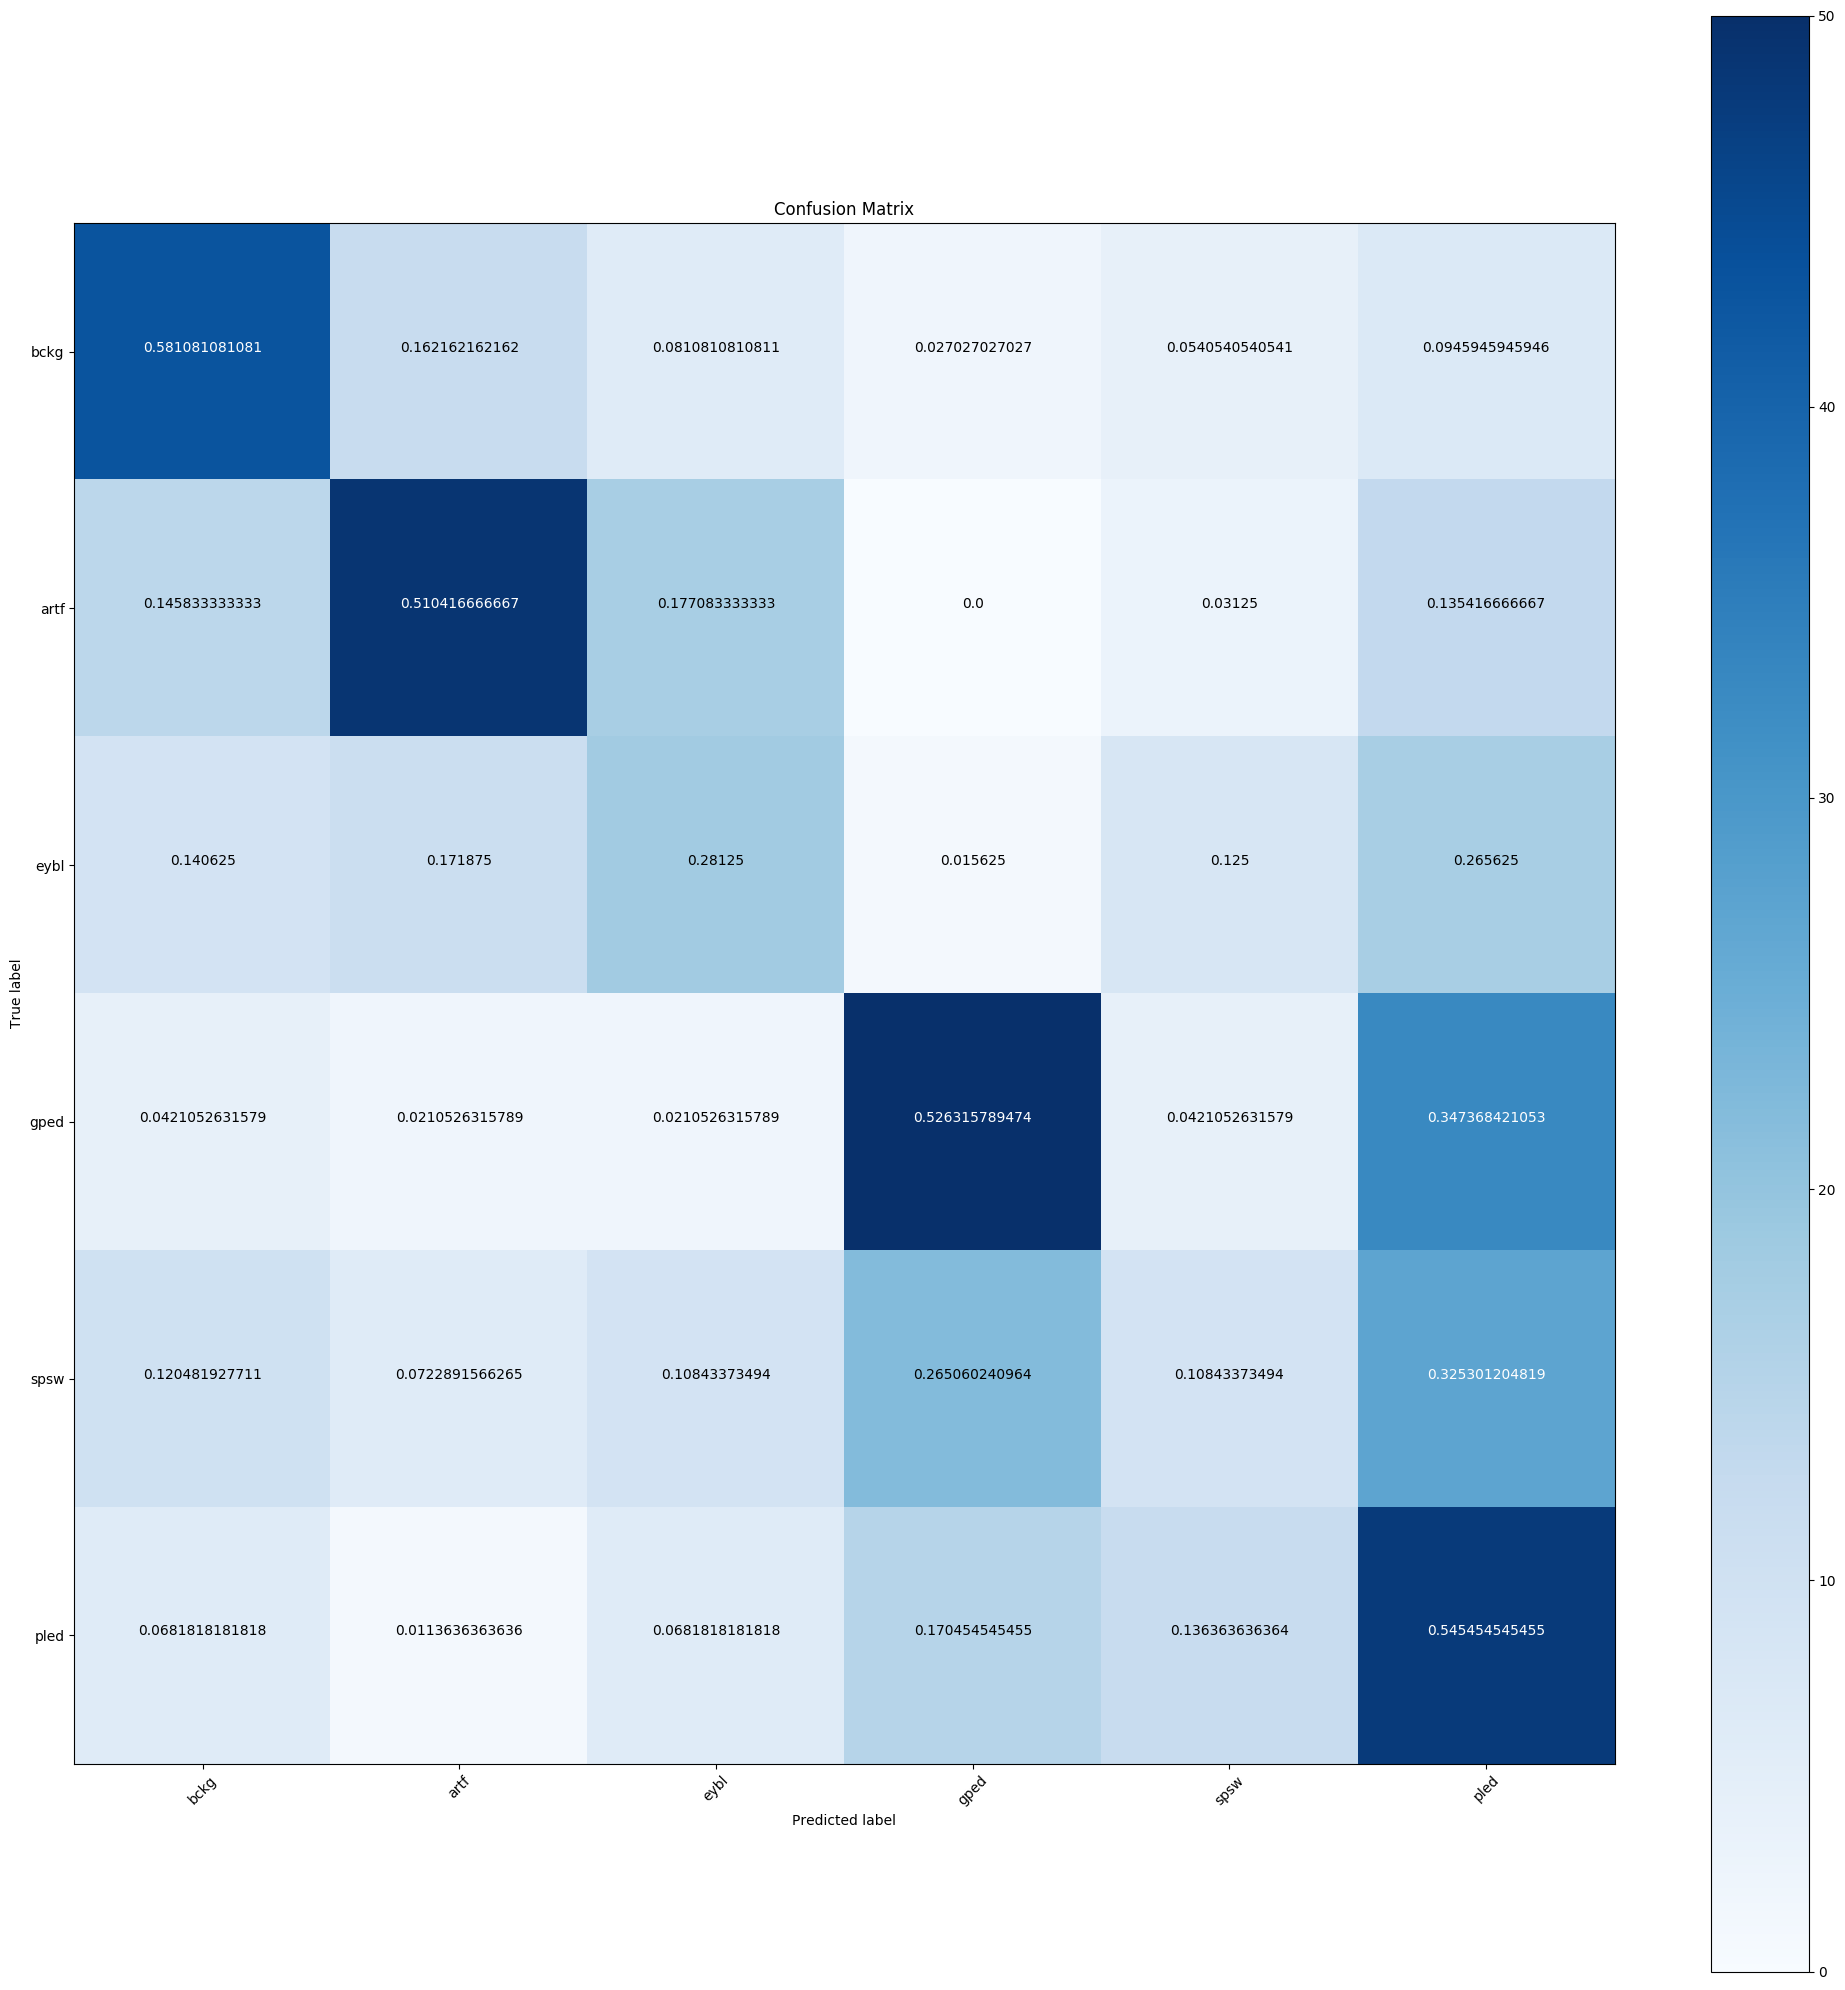 Confusion Matrix
bckg 0.581081081081 0.162162162162 0.0810810810811 0.027027027027 0.0540540540541 0.0945945945946
artf 0.145833333333 0.510416666667 0.177083333333 0.0 0.03125 0.135416666667
eybl 0.140625 0.171875 0.28125 0.015625 0.125 0.265625
gped 0.0421052631579 0.0210526315789 0.0210526315789 0.526315789474 0.0421052631579 0.347368421053
spsw 0.120481927711 0.0722891566265 0.10843373494 0.265060240964 0.10843373494 0.325301204819
pled 0.0681818181818 0.0113636363636 0.0681818181818 0.170454545455 0.136363636364 0.545454545455
bckg artf eybl gped spsw pled
Predicted label
True label
50
40
30
20
10
0